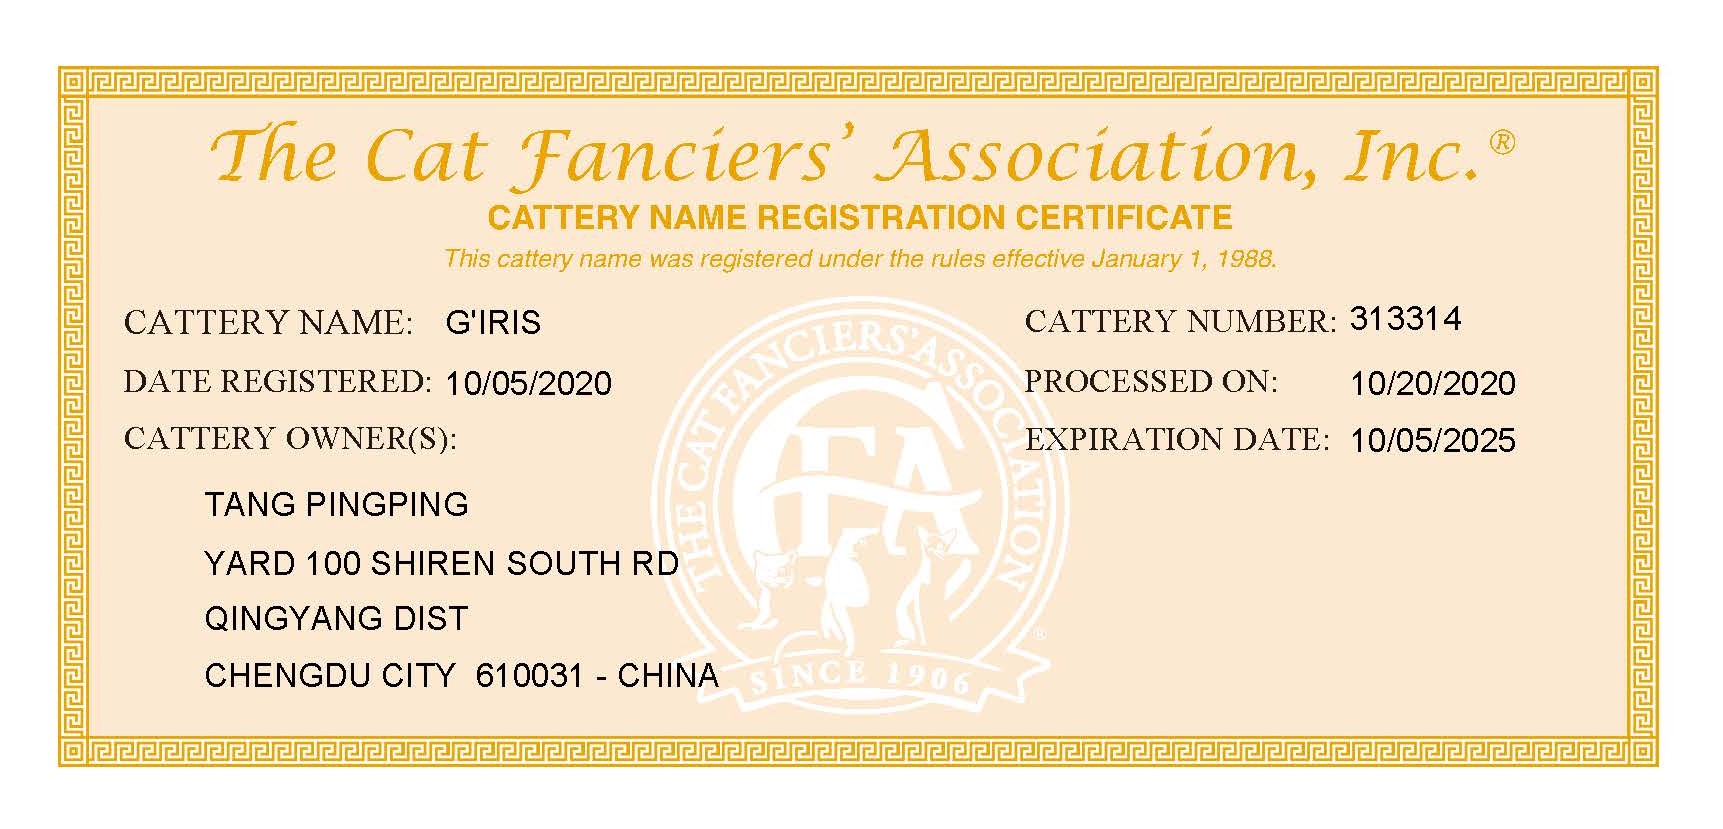 The Cat Fanciers' Association, Inc.®
CATTERY NAME REGISTRATION CERTIFICATE
This cattery name was registered under the rules effective January 1, 1988.
CATTERY NAME: G'IRIS
CATTERY NUMBER: 313314
DATE REGISTERED: 10/05/2020
PROCESSED ON: 10/20/2020
CATTERY OWNER(S):
EXPIRATION DATE: 10/05/2025
TANG PINGPING
YARD 100 SHIREN SOUTH RD
QINGYANG DIST
CHENGDU CITY 610031 - CHINA
THE CAT FANCIERS' ASSOCIATION
CFA
®
SINCE 1906